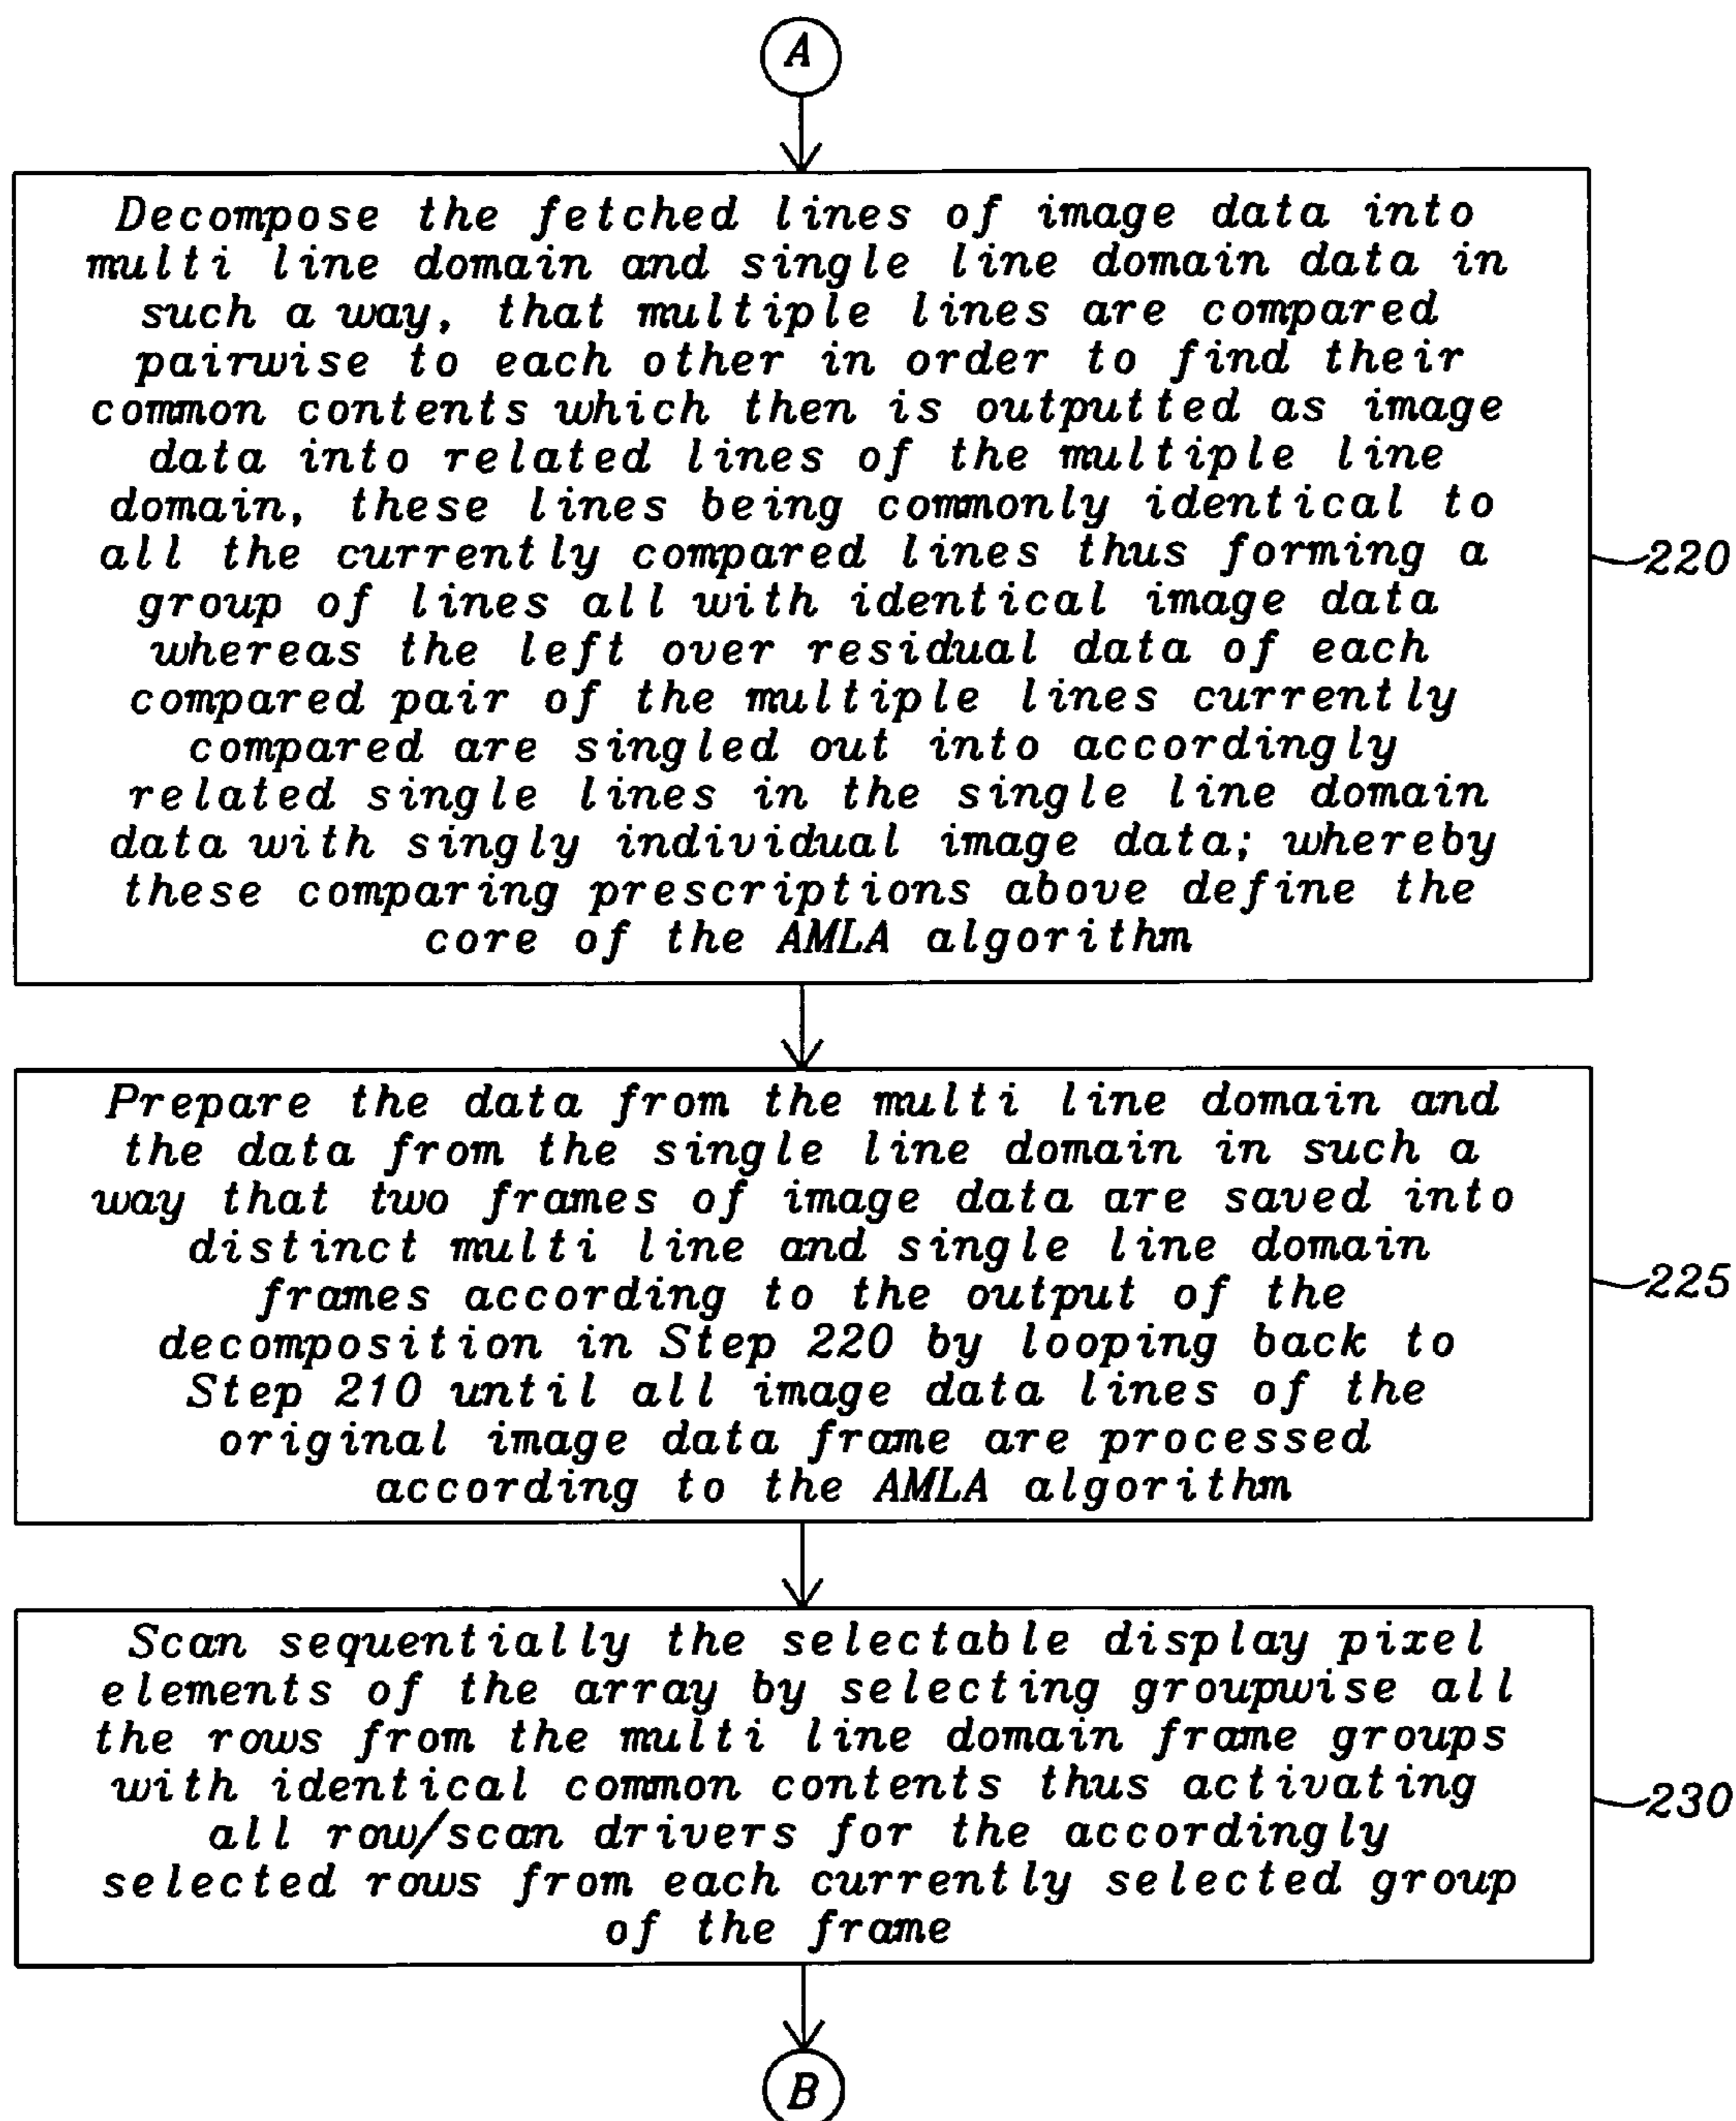 A
Decompose the fetched lines of image data into
multi line domain and single line domain data in
such a way, that multiple lines are compared
pairwise to each other in order to find their
common contents which then is outputted as image
data into related lines of the multiple line
domain, these lines being commonly identical to
all the currently compared lines thus forming a
group of lines all with identical image data
whereas the left over residual data of each
compared pair of the multiple lines currently
compared are singled out into accordingly
related single lines in the single line domain
data with singly individual image data; whereby
these comparing prescriptions above define the
core of the AMLA algorithm
220
Prepare the data from the multi line domain and
the data from the single line domain in such a
way that two frames of image data are saved into
distinct multi line and single line domain
frames according to the output of the
decomposition in Step 220 by looping back to
Step 210 until all image data lines of the
original image data frame are processed
according to the AMLA algorithm
225
Scan sequentially the selectable display pixel
elements of the array by selecting groupwise all
the rows from the multi line domain frame groups
with identical common contents thus activating
all row/scan drivers for the accordingly
selected rows from each currently selected group
of the frame
230
B